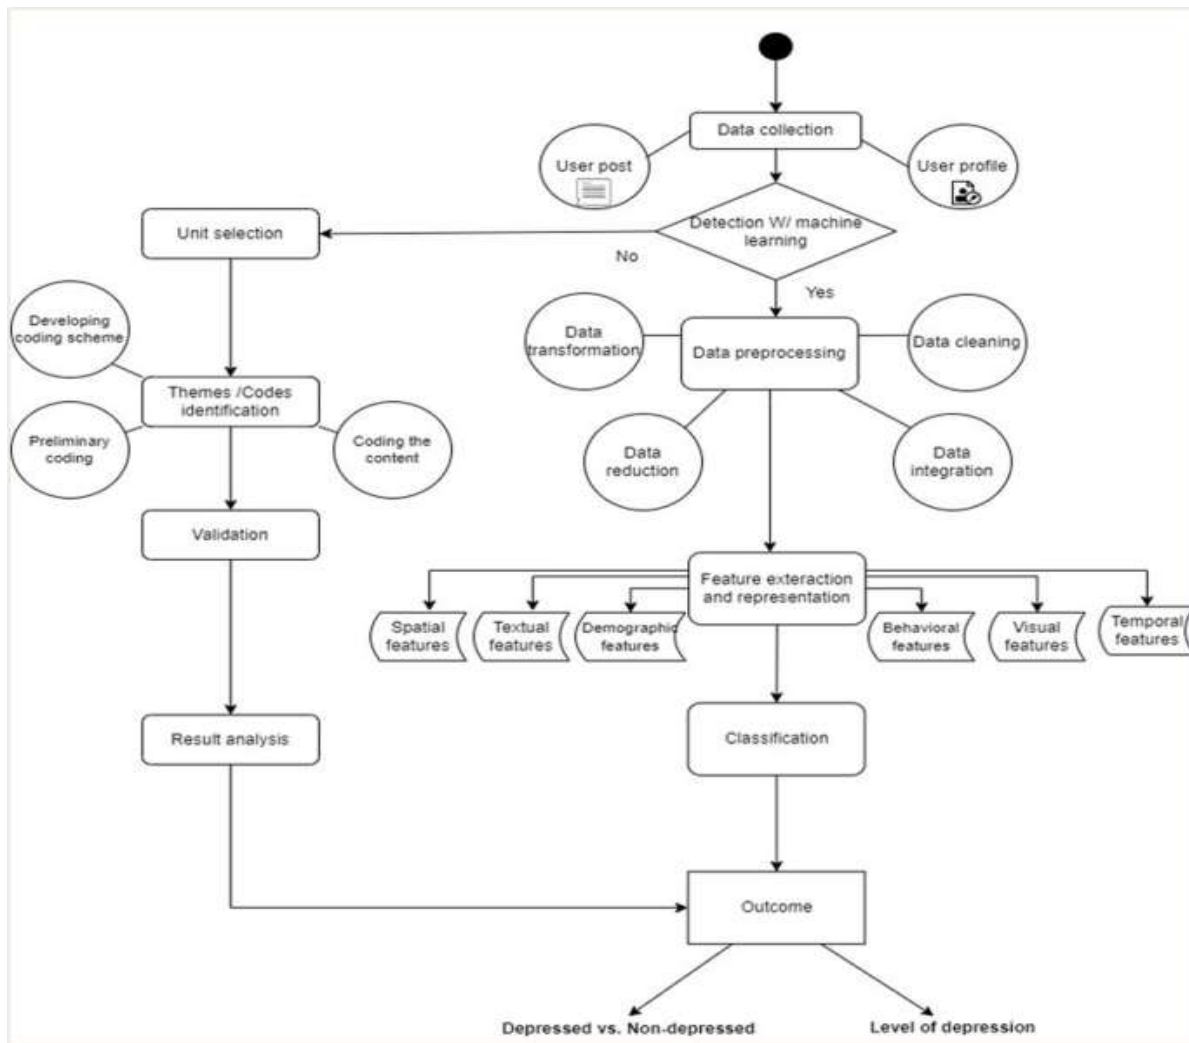 Data collection
User post
User profile
Detection W/ machine
learning
No
Yes
Unit selection
Developing
coding scheme
Themes /Codes
identification
Preliminary
coding
Coding the
content
Validation
Result analysis
Data
transformation
Data preprocessing
Data cleaning
Data
reduction
Data
integration
Feature exteraction
and representation
Spatial
features
Textual
features
Demographic
features
Behavioral
features
Visual
features
Temporal
features
Classification
Outcome
Depressed vs. Non-depressed
Level of depression